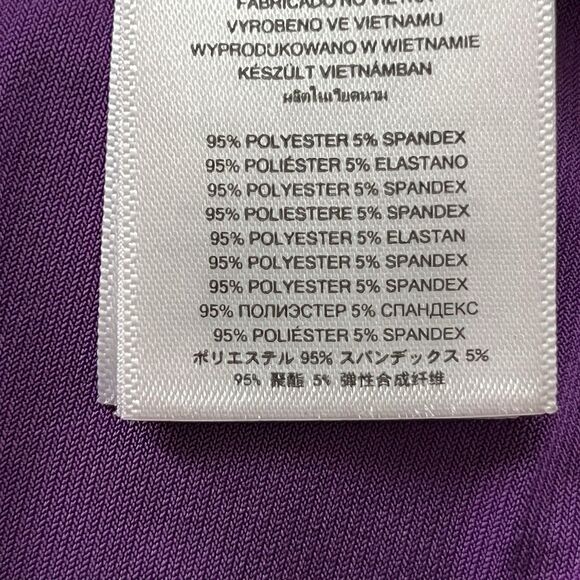 FABRICADO NO VIETNÃ
VYROBENO VE VIETNAMU
WYPRODUKOWANO W WIETNAMIE
KÉSZÜLT VIETNÁMBAN
ผลิตในเวียดนาม
95% POLYESTER 5% SPANDEX
95% POLIÉSTER 5% ELASTANO
95% POLYESTER 5% SPANDEX
95% POLIESTERE 5% SPANDEX
95% POLYESTER 5% ELASTAN
95% POLYESTER 5% SPANDEX
95% POLYESTER 5% SPANDEX
95% ПОЛИЭСТЕР 5% СПАНДЕКС
95% POLIÉSTER 5% SPANDEX
ポリエステル 95% スパンデックス 5%
95% 聚酯 5% 弹性合成纤维